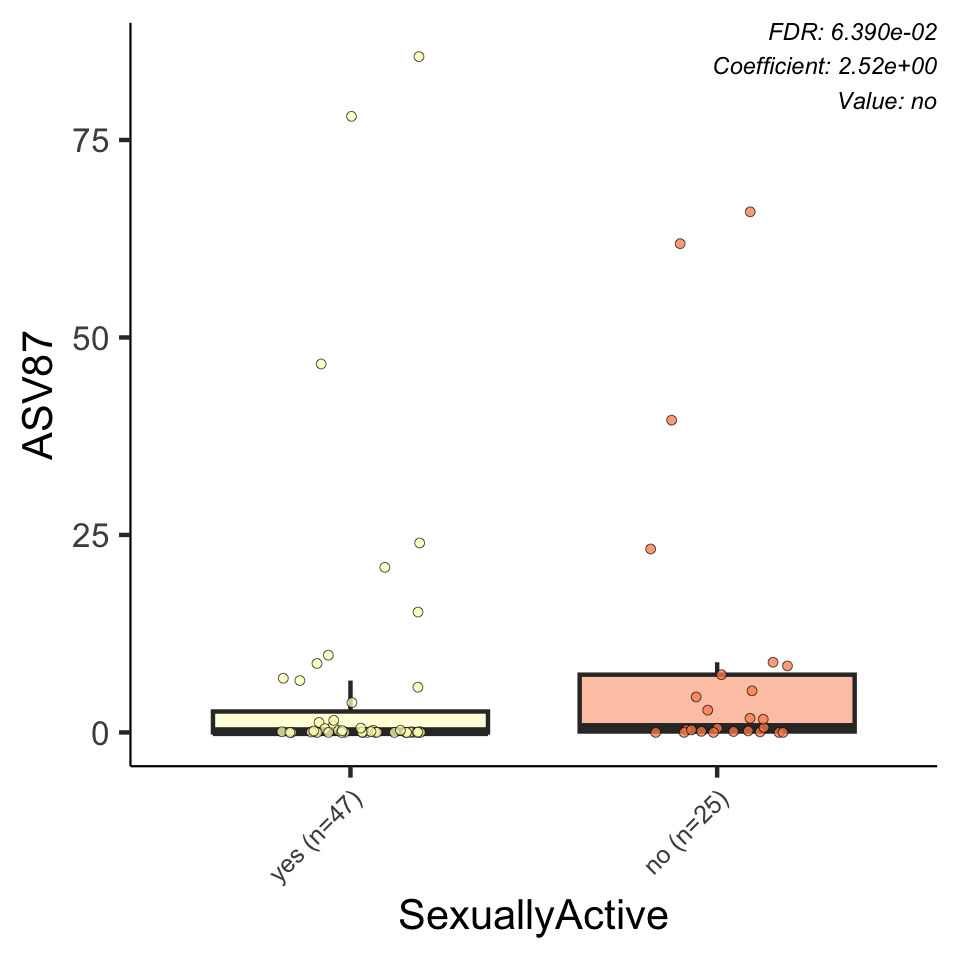 FDR: 6.390e-02
Coefficient: 2.52e+00
Value: no
75
50
25
0
ASV87
yes (n=47)
no (n=25)
SexuallyActive